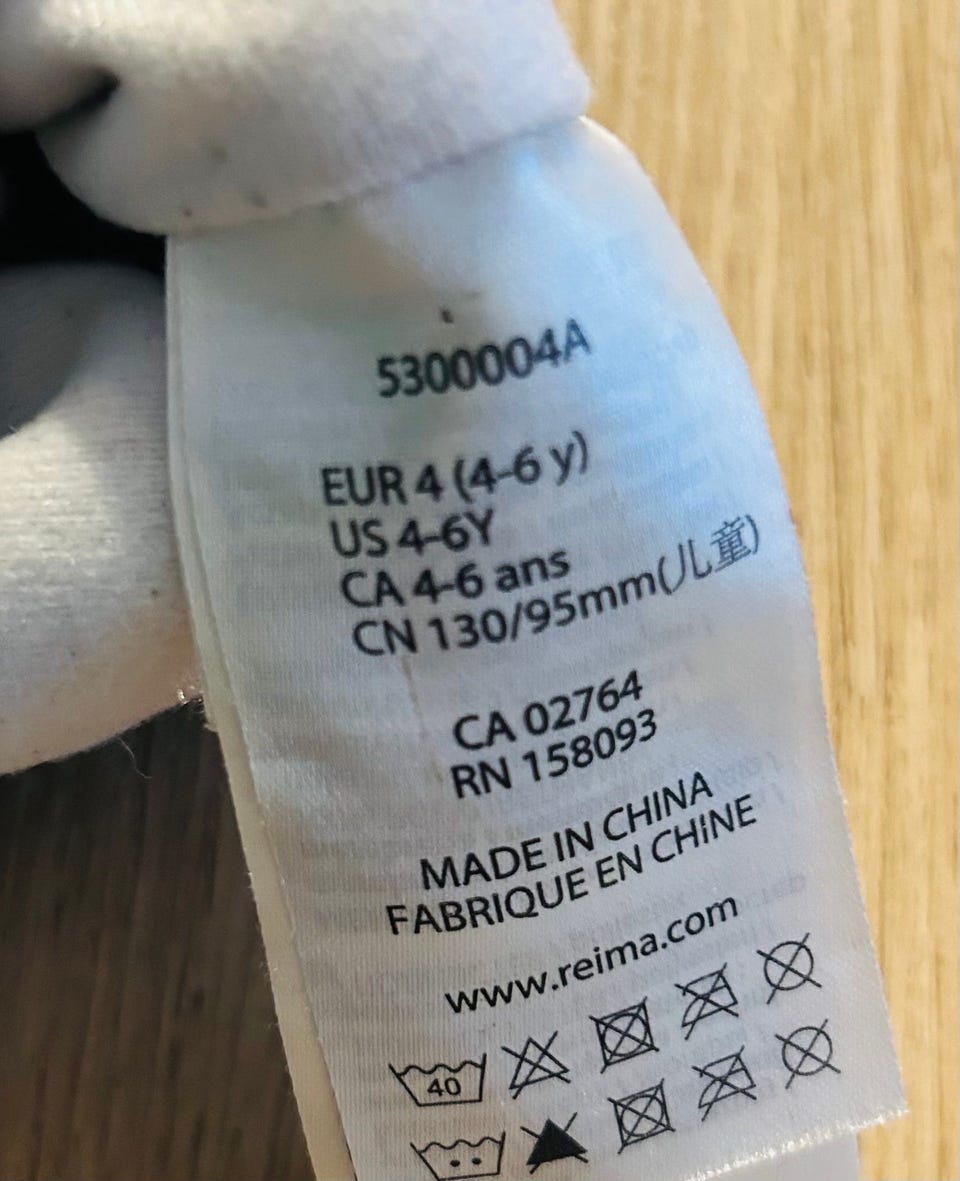 5300004A
EUR 4 (4-6 y)
US 4-6Y
CA 4-6 ans
CN 130/95mm(儿童)
CA 02764
RN 158093
MADE IN CHINA
FABRIQUE EN CHINE
www.reima.com
40